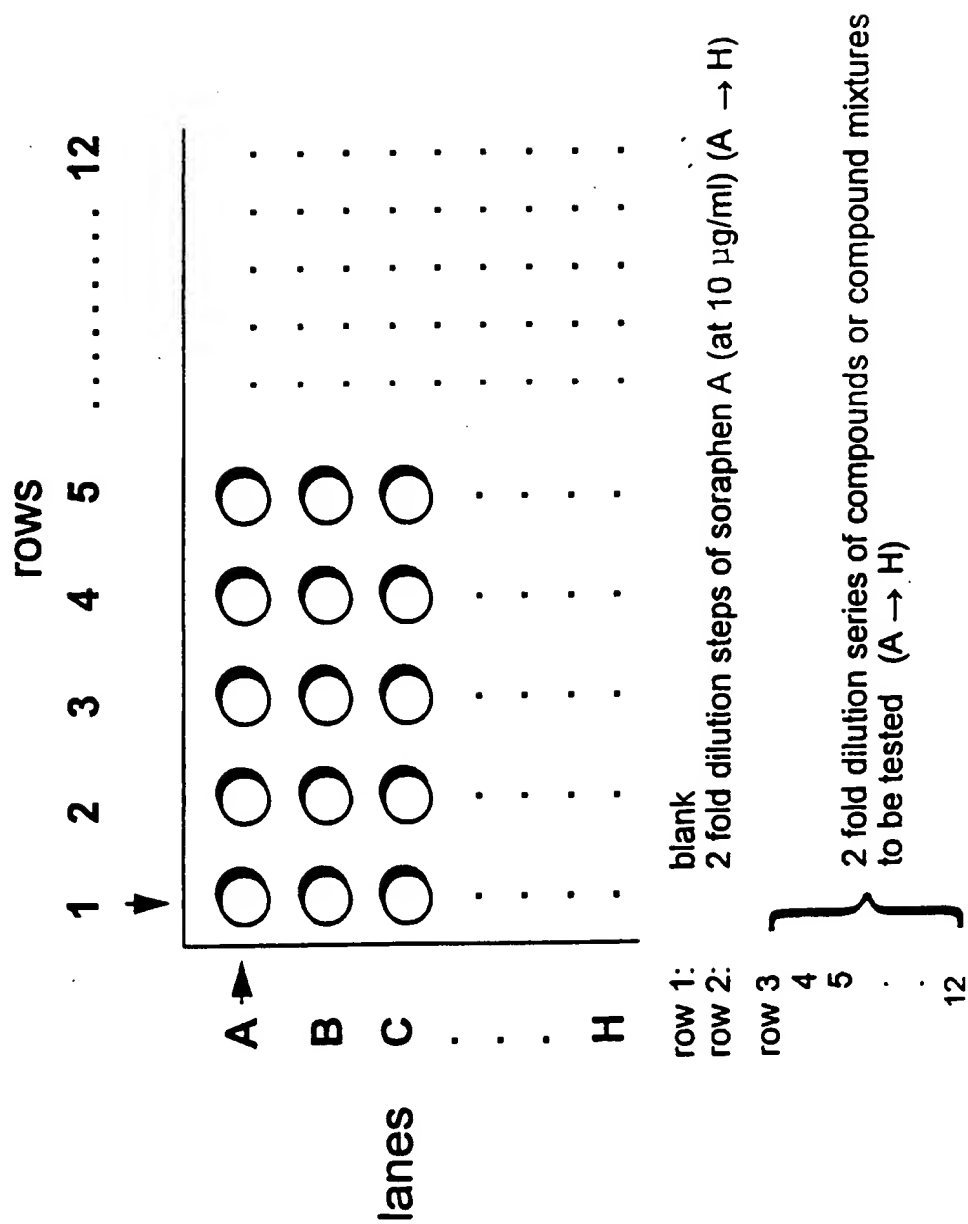 rows
1 2 3 4 5 ........ 12
A
B
C
.
.
.
H
lanes
row 1: blank
row 2: 2 fold dilution steps of soraphen A (at 10 µg/ml) (A → H)
row 3
4
5
.
.
12
2 fold dilution series of compounds or compound mixtures
to be tested (A → H)